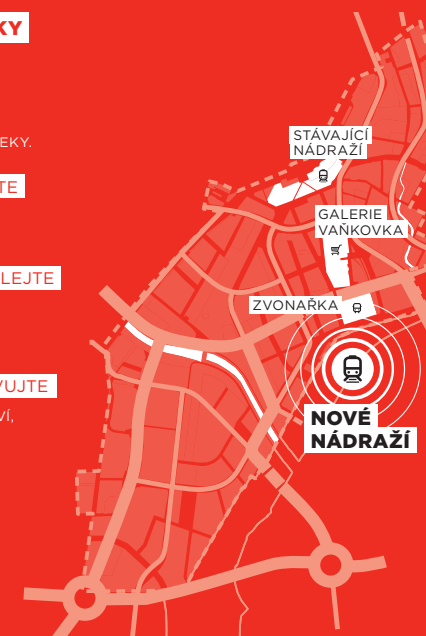 KY
EKY.
TE
LEJTE
VUJTE
VÍ,
STÁVAJÍCÍ
NÁDRAŽÍ
GALERIE
VAŇKOVKA
ZVONAŘKA
NOVÉ
NÁDRAŽÍ